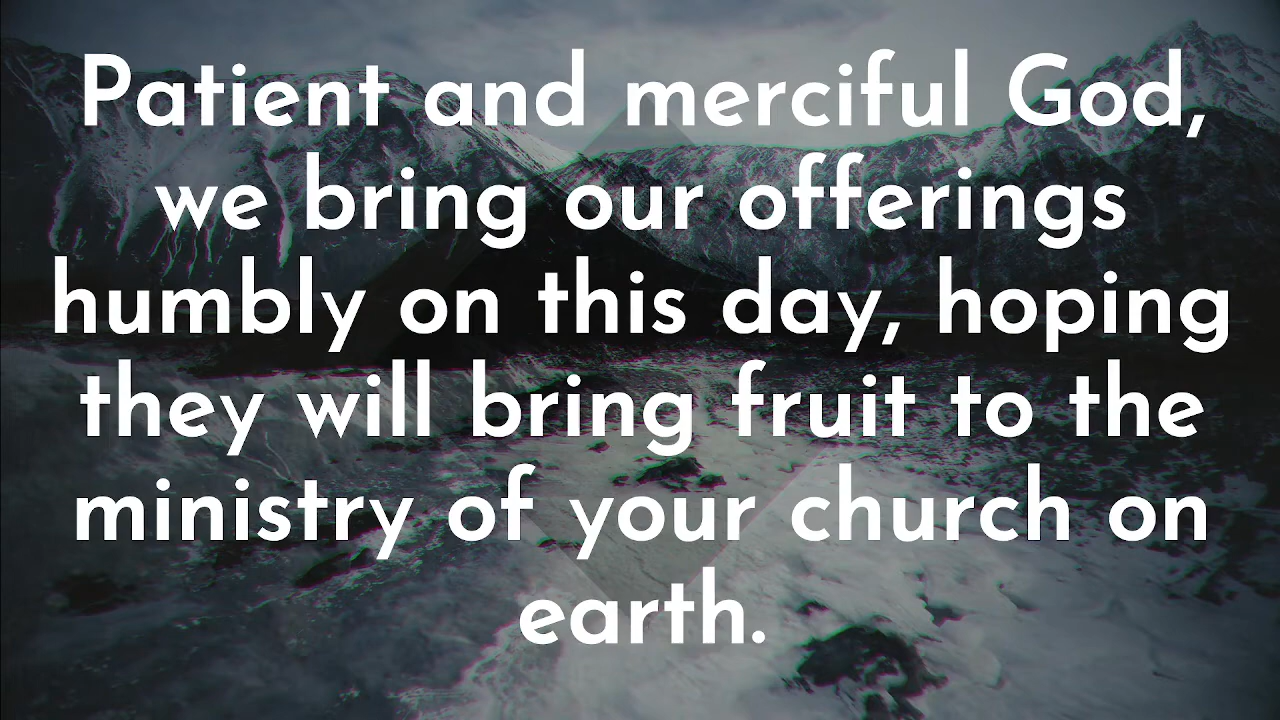 Patient and merciful God,
we bring our offerings
humbly on this day, hoping
they will bring fruit to the
ministry of your church on
earth.